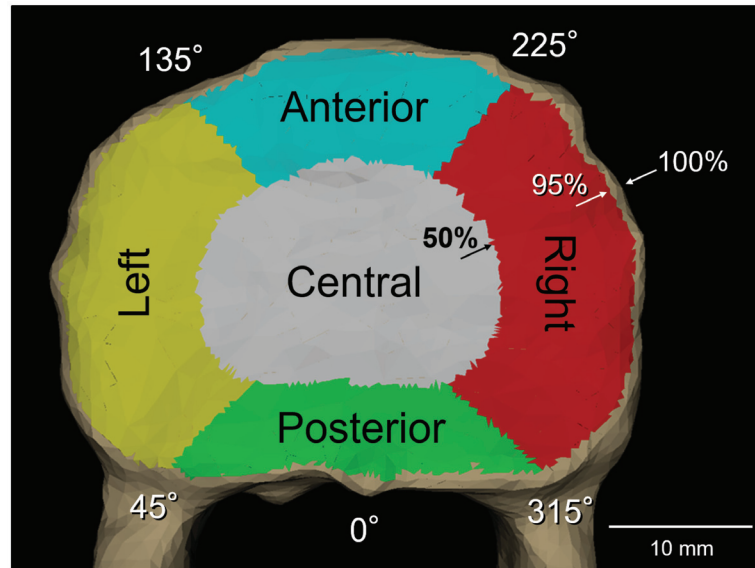 135°
225°
Anterior
100%
95%
50%
Left
Central
Right
Posterior
45°
0°
315°
10 mm